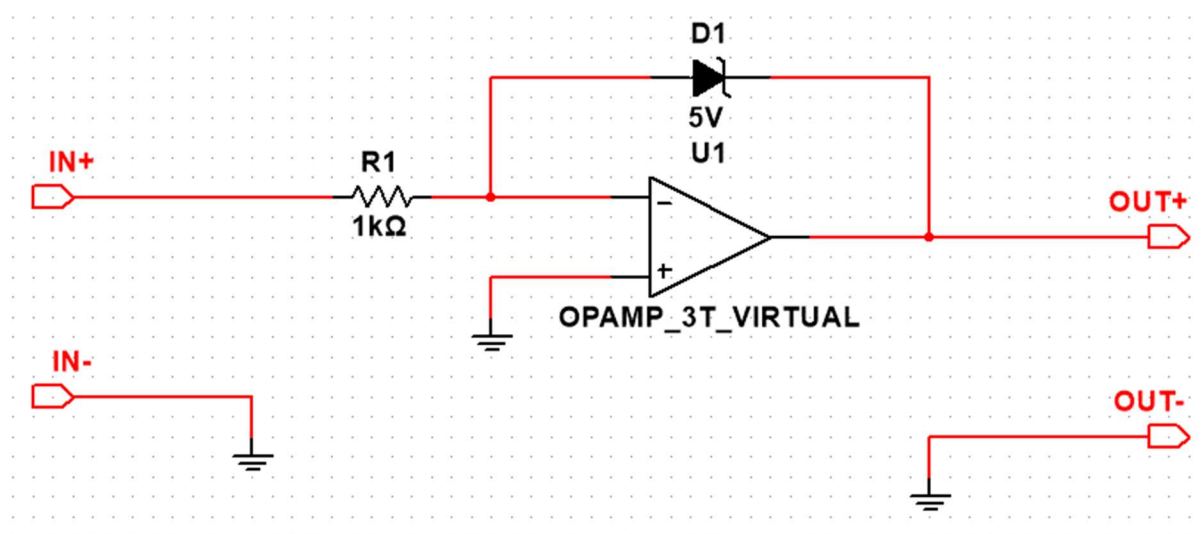 D1
5V
U1
IN+
R1
1kΩ
OUT+
−
+
OPAMP_3T_VIRTUAL
IN-
OUT-